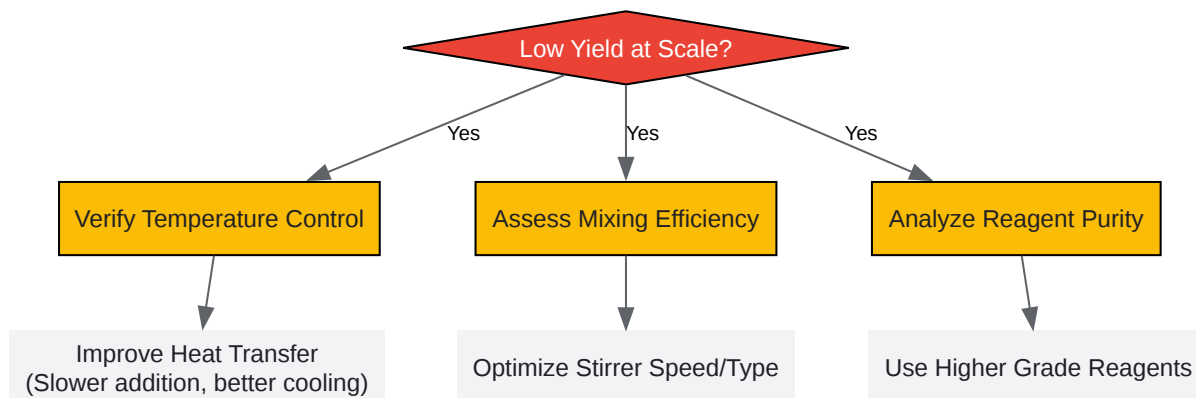 Low Yield at Scale?
Yes
Yes
Yes
Verify Temperature Control
Assess Mixing Efficiency
Analyze Reagent Purity
Improve Heat Transfer
(Slower addition, better cooling)
Optimize Stirrer Speed/Type
Use Higher Grade Reagents